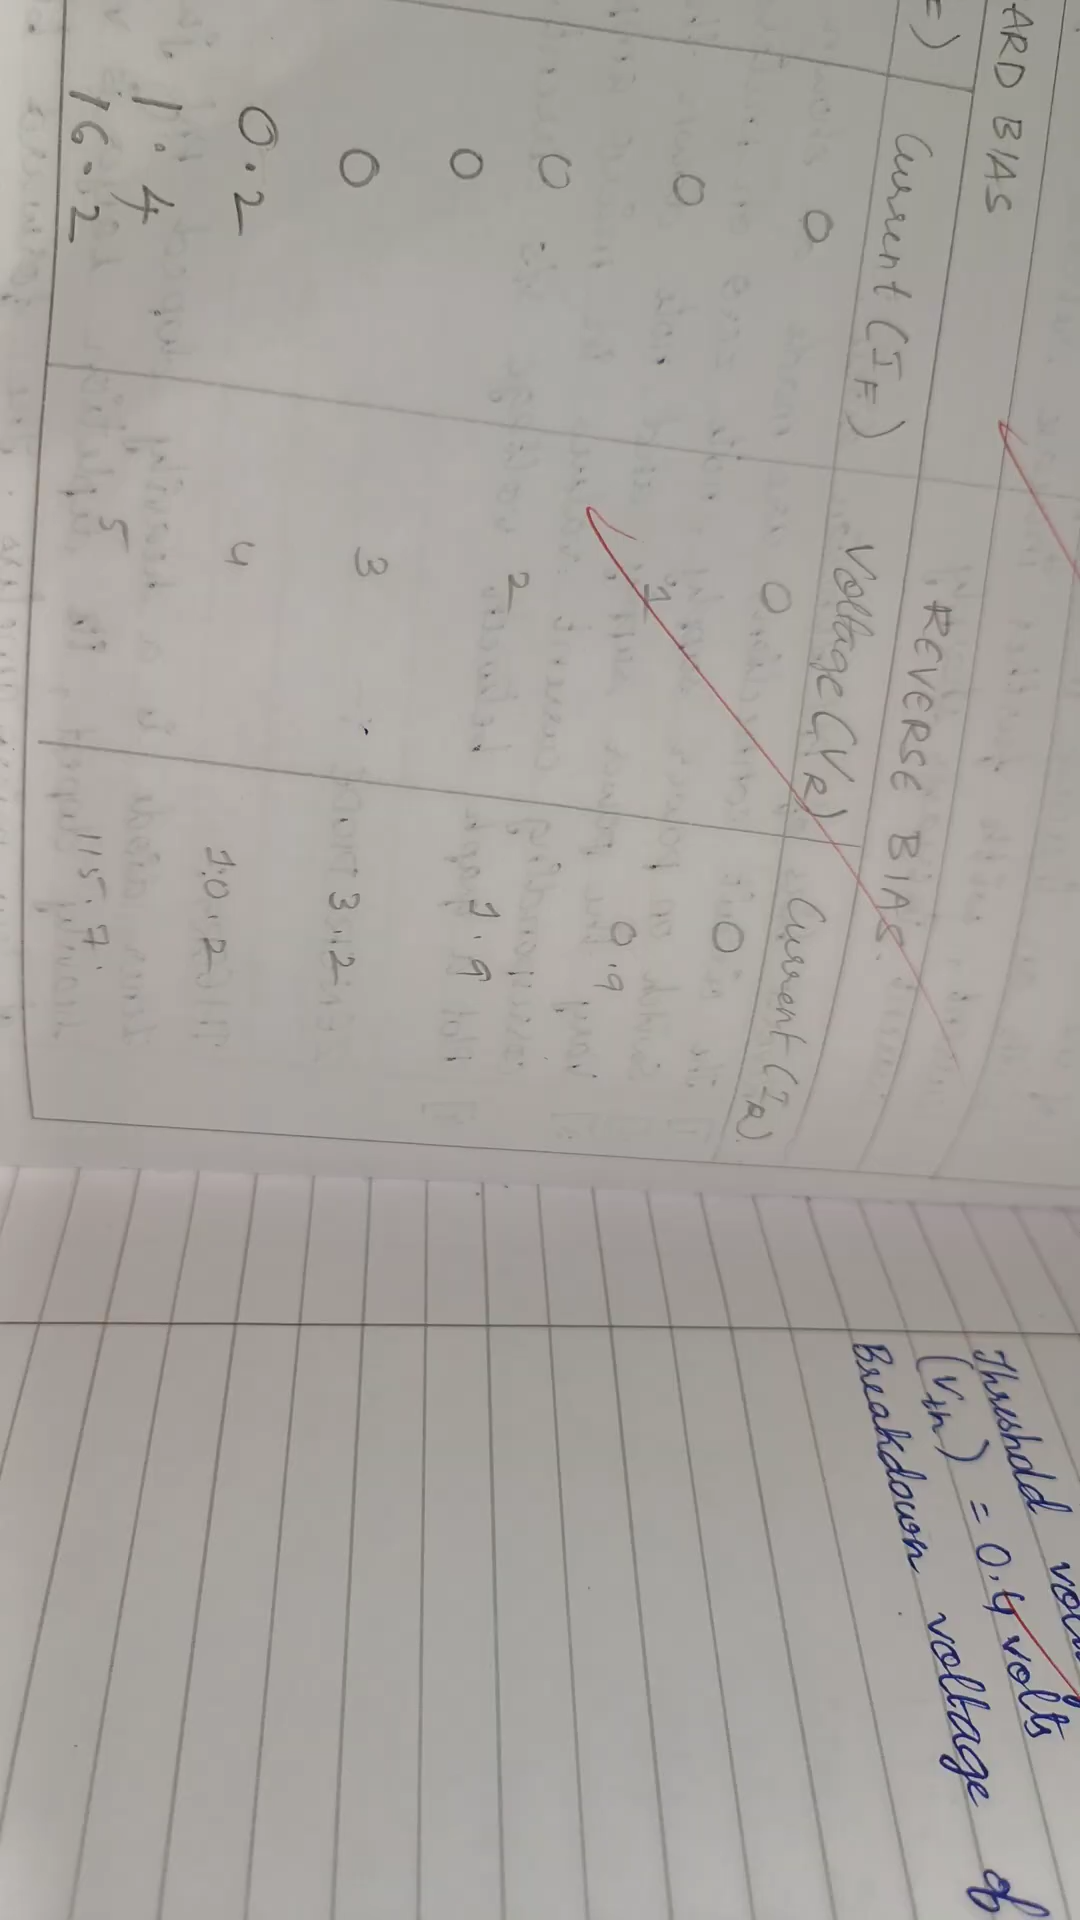 ARD BIAS
REVERSE BIAS.
=) Current (IF) Voltage (VR) Current (IR)
0 0 0
0 1 0.9
0 2 1.9
0 3 3.2
0 4 10.2
0.2 5 115.7
1.4
16.2
Threshold
(Vth) = 0.4 volts
Breakdown voltage of